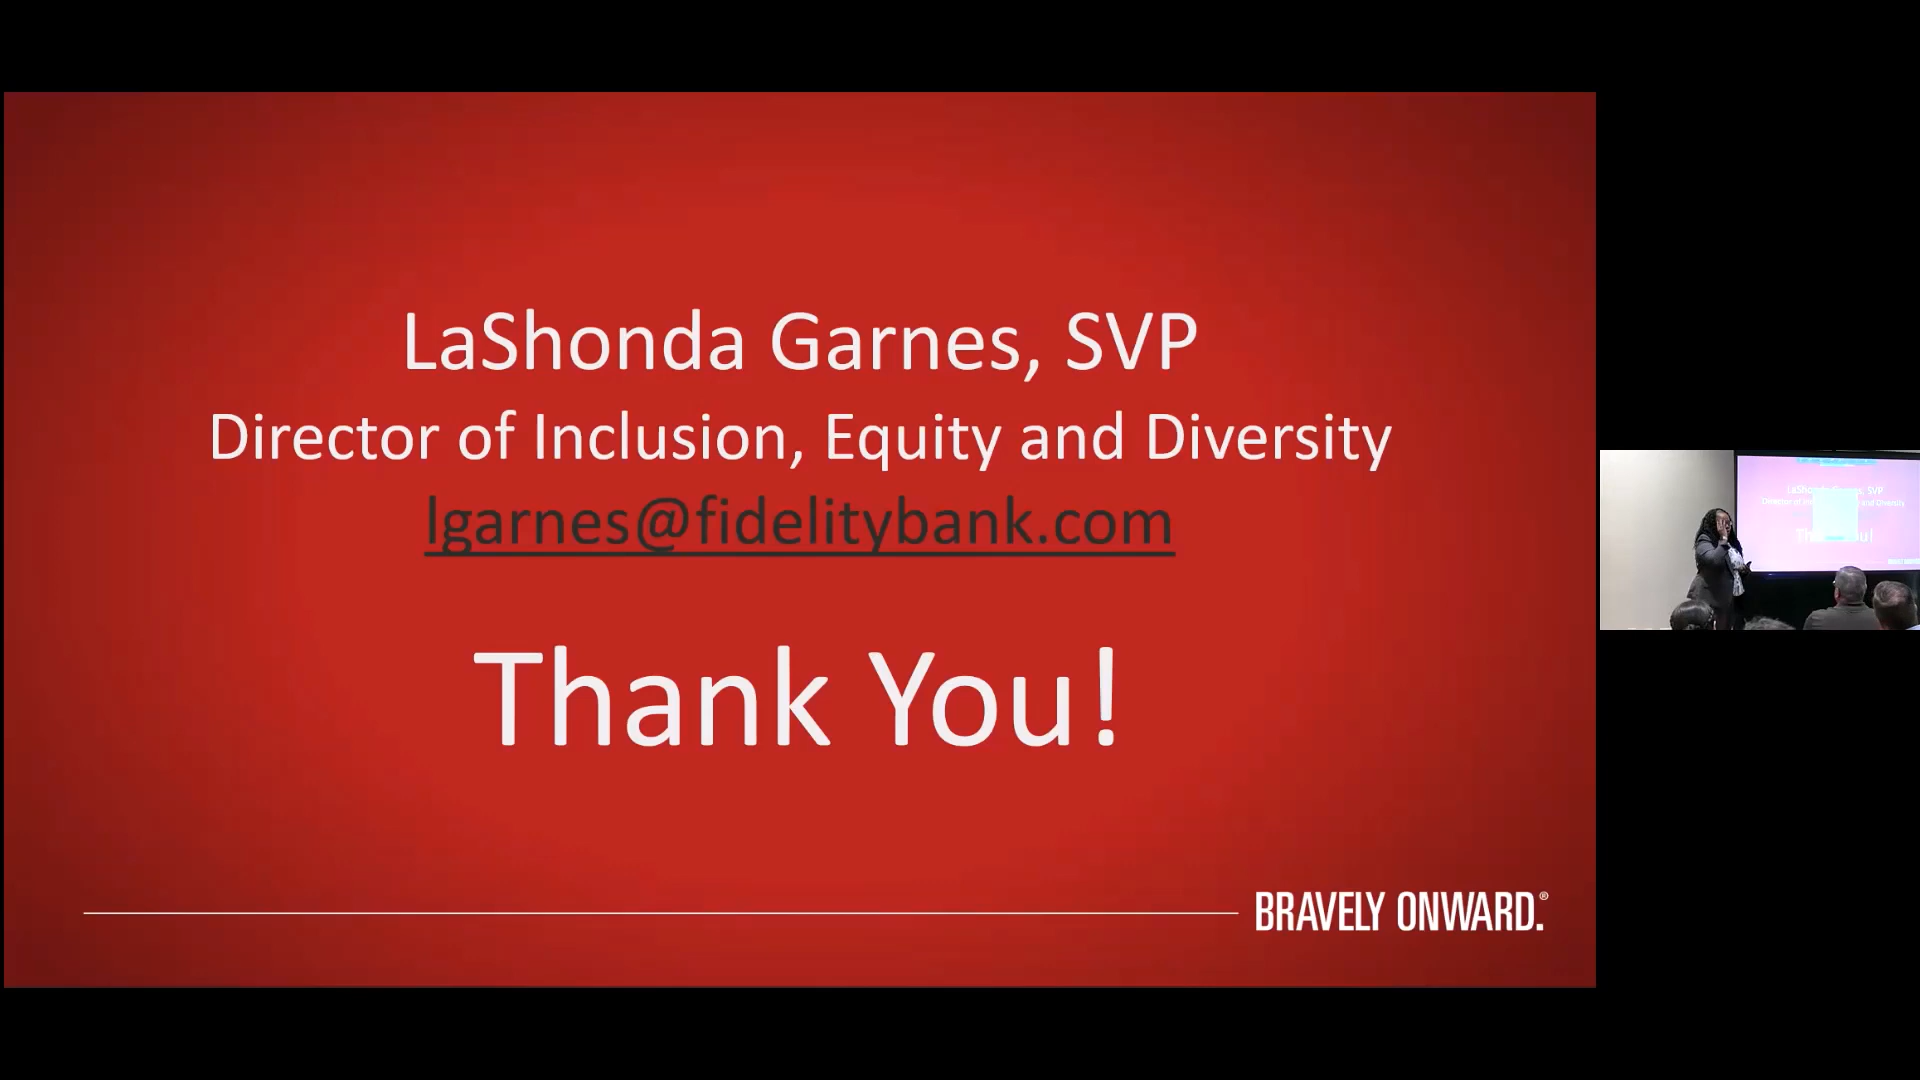 LaShonda Garnes, SVP
Director of Inclusion, Equity and Diversity
lgarnes@fidelitybank.com
Thank You!
BRAVELY ONWARD.®